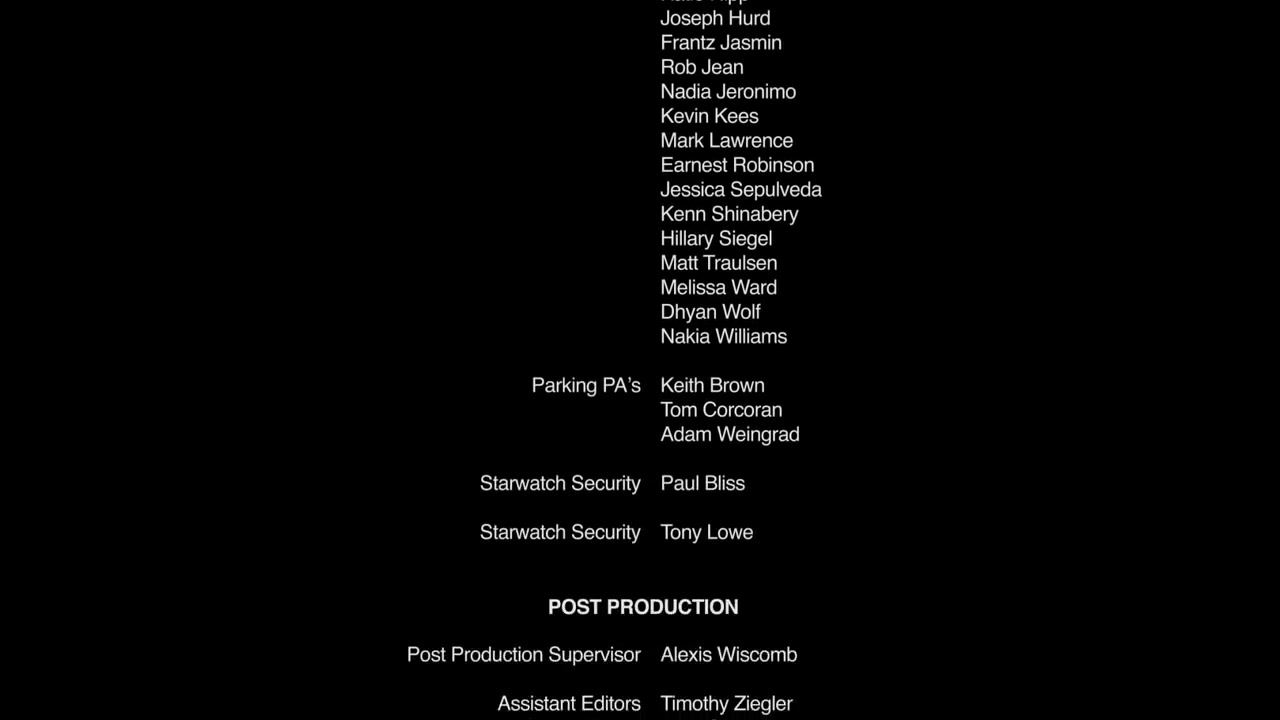 Joseph Hurd
Frantz Jasmin
Rob Jean
Nadia Jeronimo
Kevin Kees
Mark Lawrence
Earnest Robinson
Jessica Sepulveda
Kenn Shinabery
Hillary Siegel
Matt Traulsen
Melissa Ward
Dhyan Wolf
Nakia Williams
Parking PA's Keith Brown
Tom Corcoran
Adam Weingrad
Starwatch Security Paul Bliss
Starwatch Security Tony Lowe
POST PRODUCTION
Post Production Supervisor Alexis Wiscomb
Assistant Editors Timothy Ziegler